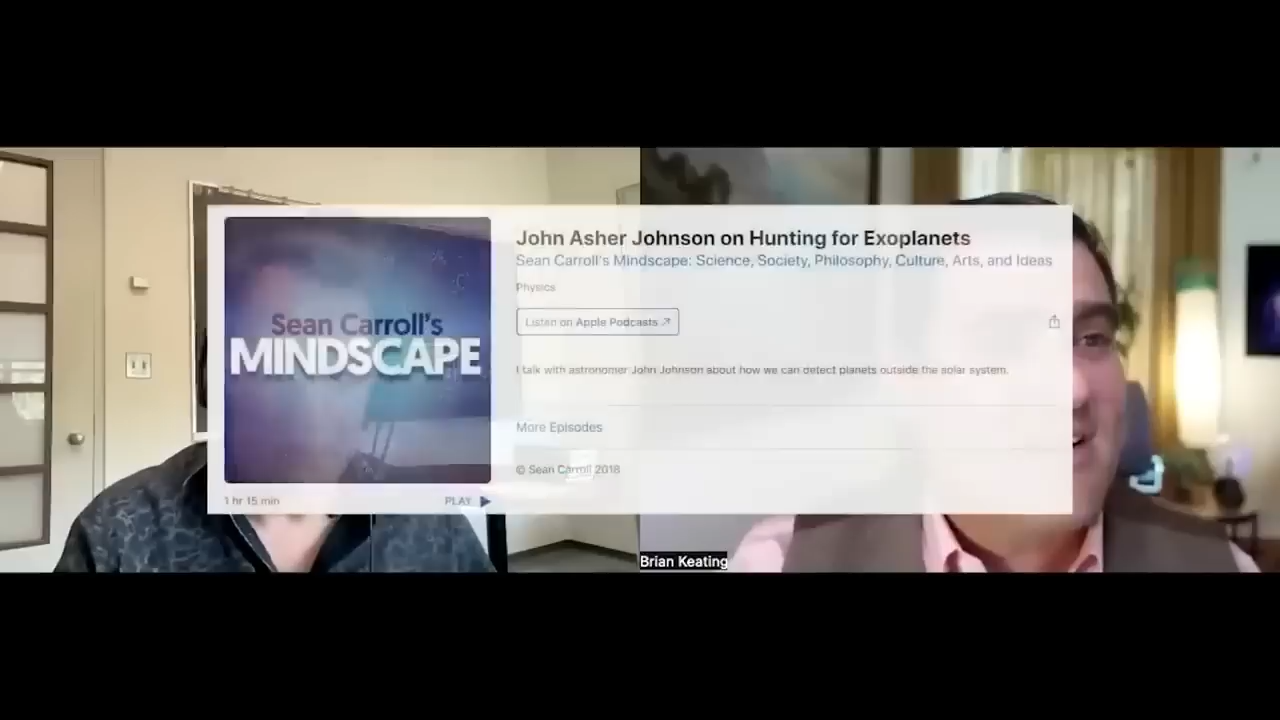 John Asher Johnson on Hunting for Exoplanets
Sean Carroll's Mindscape: Science, Society, Philosophy, Culture, Arts, and Ideas
Physics
Sean Carroll's
MINDSCAPE
Listen on Apple Podcasts ↗
I talk with astronomer John Johnson about how we can detect planets outside the solar system.
More Episodes
© Sean Carroll 2018
1 hr 15 min
PLAY ▶
Brian Keating